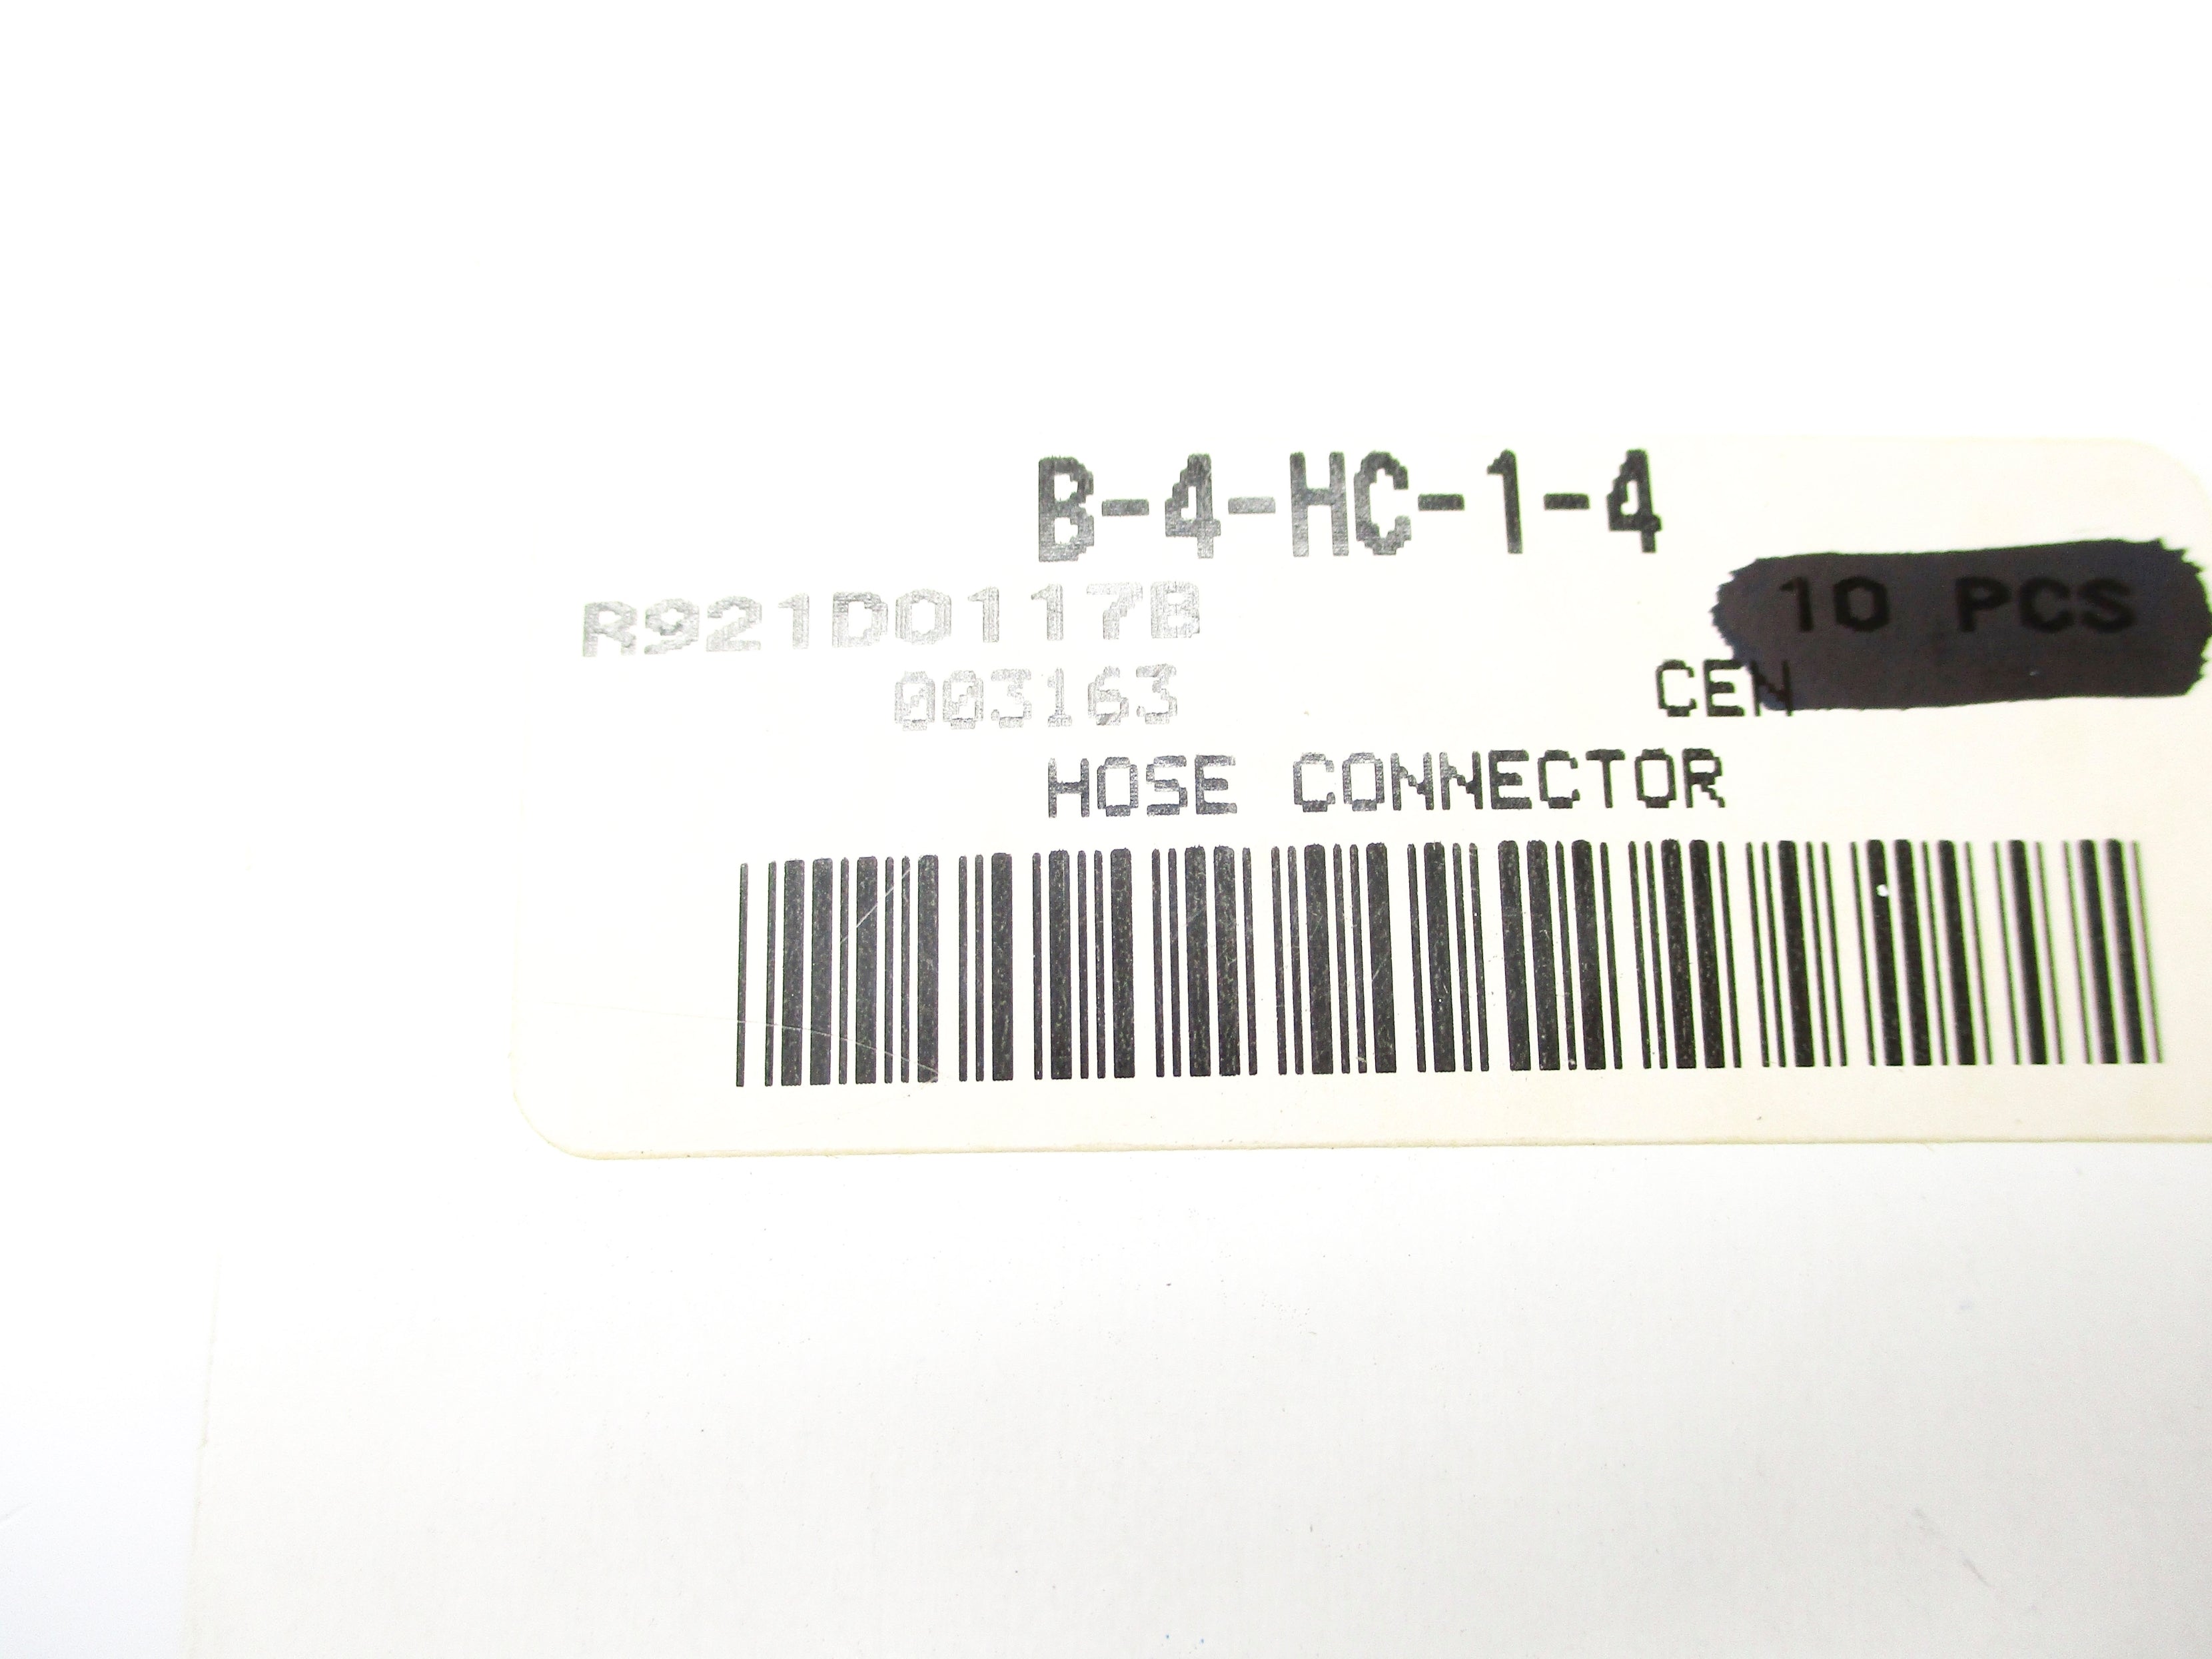 B-4-HC-1-4
10 PCS
R921D0117B
003163 CEN
HOSE CONNECTOR